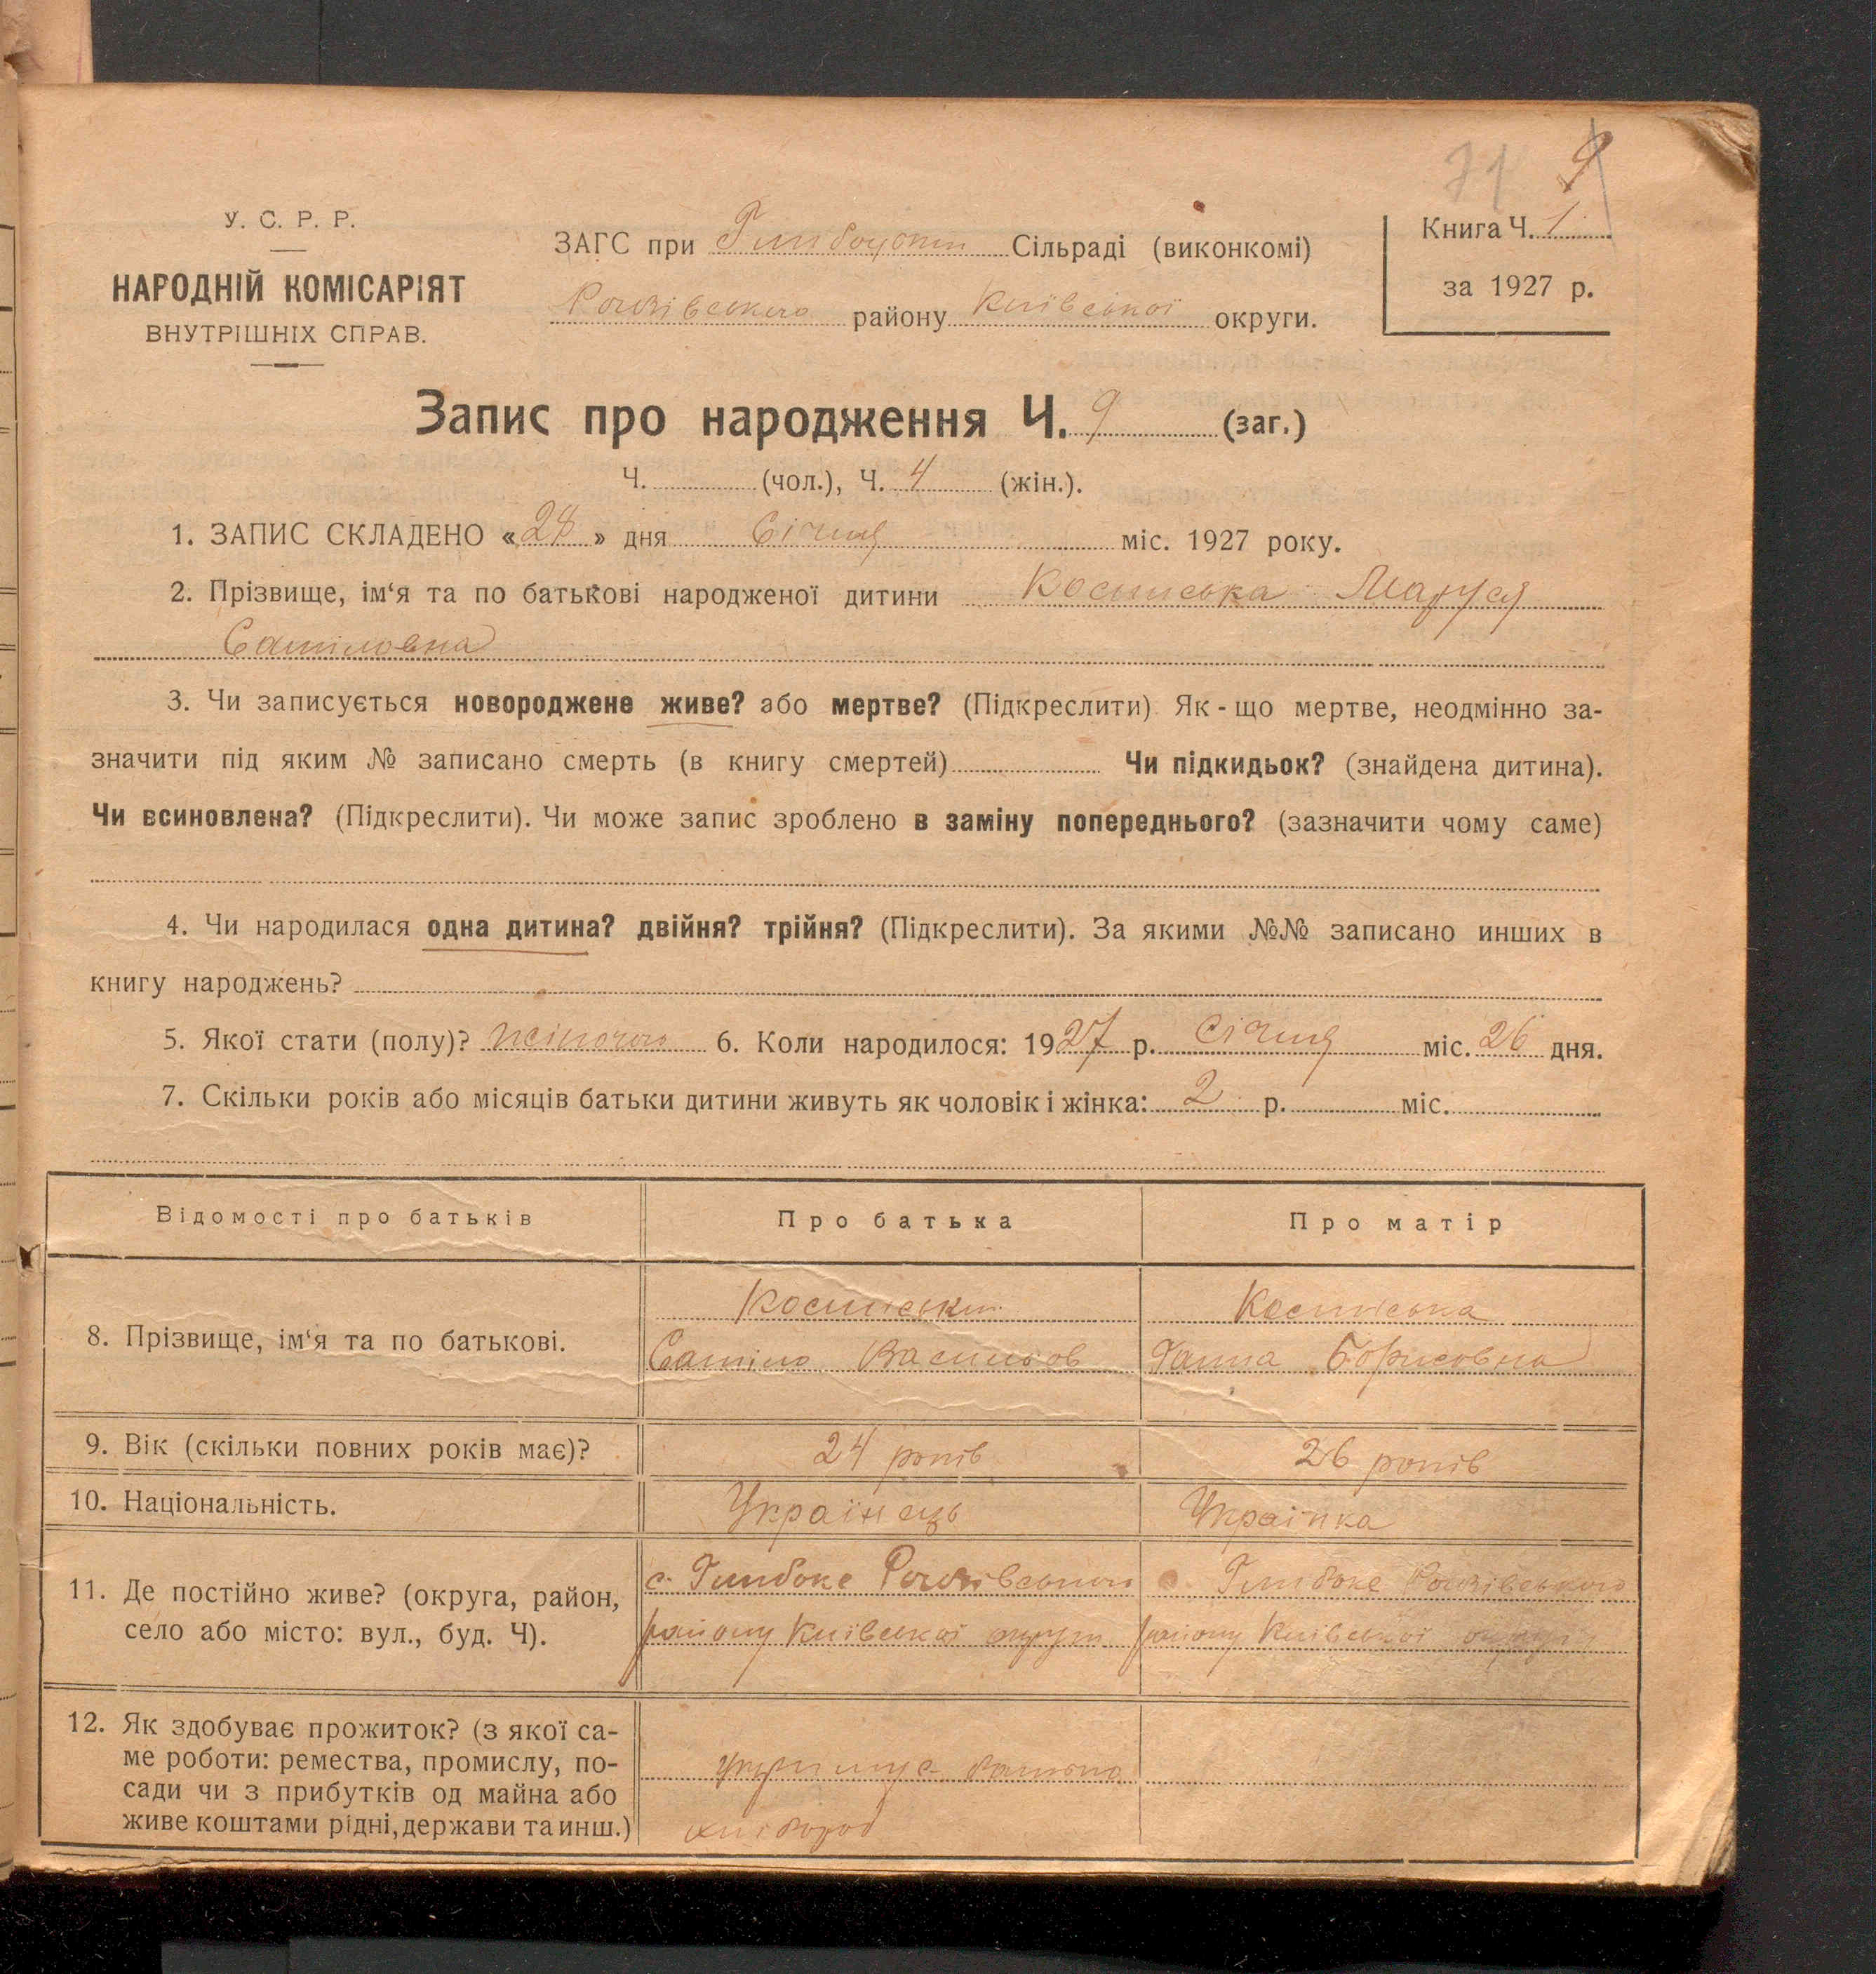 71 9
У. С. Р. Р.
НАРОДНІЙ КОМІСАРІЯТ
ВНУТРІШНІХ СПРАВ.
ЗАГС при Глибоцькій Сільраді (виконкомі)
району Київської округи.
Книга Ч. 1
за 1927 р.
Запис про народження Ч. 9 (заг.)
Ч. (чол.), Ч. 4 (жін.).
1. ЗАПИС СКЛАДЕНО «28» дня Січня міс. 1927 року.
2. Прізвище, ім‘я та по батькові народженої дитини Косинська Маруся
3. Чи записується новороджене живе? або мертве? (Підкреслити) Як-що мертве, неодмінно за-
значити під яким № записано смерть (в книгу смертей) Чи підкидьок? (знайдена дитина).
Чи всиновлена? (Підкреслити). Чи може запис зроблено в заміну попереднього? (зазначити чому саме)
4. Чи народилася одна дитина? двійня? трійня? (Підкреслити). За якими №№ записано инших в
книгу народжень?
5. Якої стати (полу)? жіночої 6. Коли народилося: 1927 р. Січня міс. 26 дня.
7. Скільки років або місяців батьки дитини живуть як чоловік і жінка: 2 р. міс.
Відомості про батьків
Про батька
Про матір
8. Прізвище, ім‘я та по батькові.
Косинський
Васильов
Косинська
Ганна Борисовна
9. Вік (скільки повних років має)?
24 років
26 років
10. Національність.
Українець
Українка
11. Де постійно живе? (округа, район,
село або місто: вул., буд. Ч).
с. Глибоке
району Київської округи
с. Глибоке
району Київської округи
12. Як здобуває прожиток? (з якої са-
ме роботи: ремества, промислу, по-
сади чи з прибутків од майна або
живе коштами рідні, держави та инш.)
хлібороб